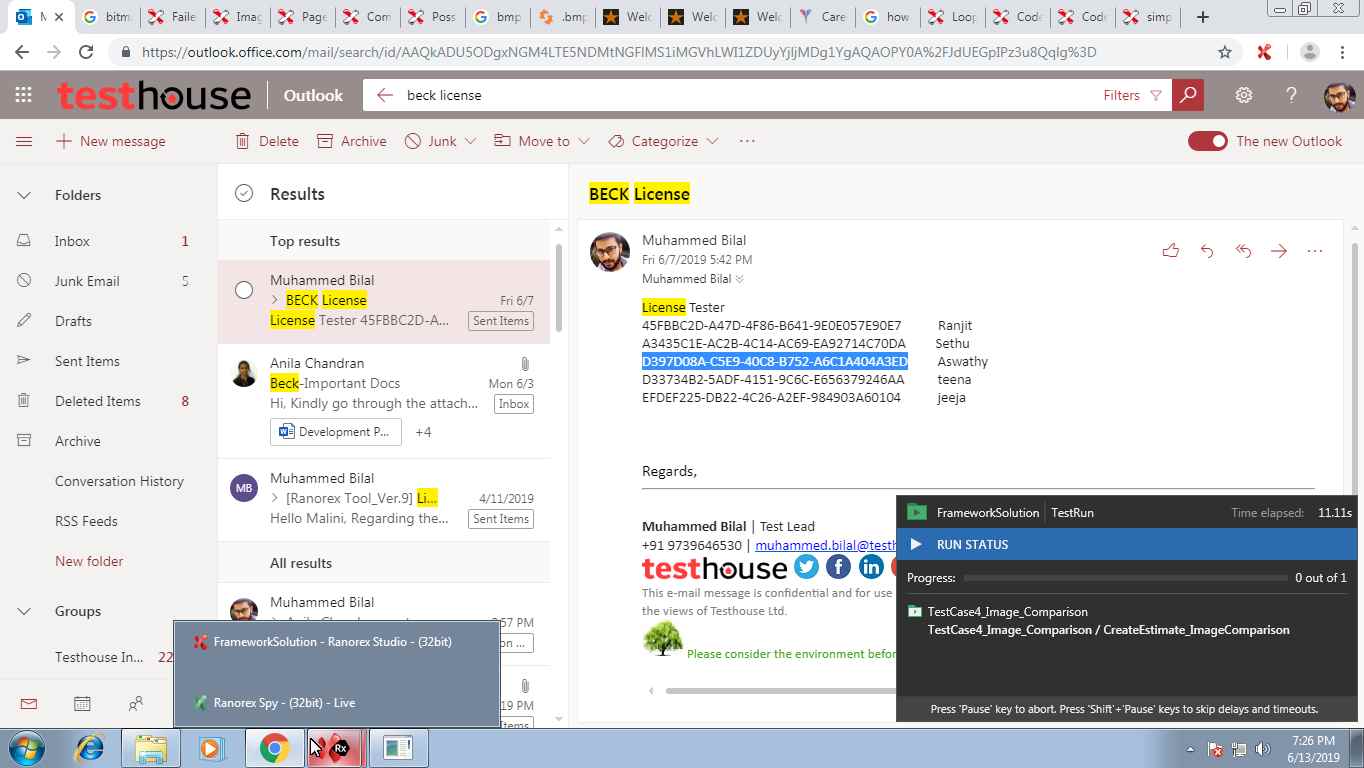 M
bitm
Faile
Imag
Page
Com
Poss
bmp
.bmp
Welc
Welc
Welc
Care
how
Loop
Code
Code
simp
https://outlook.office.com/mail/search/id/AAQkADU5ODgxNGM4LTE5NDMtNGFlMS1iMGVhLWI1ZDUyYjljMDg1YgAQAOPY0A%2FJdUEGpIPz3u8QqIg%3D
testhouse
Outlook
beck license
Filters
New message
Delete
Archive
Junk
Move to
Categorize
The new Outlook
Folders
Inbox 1
Junk Email 5
Drafts
Sent Items
Deleted Items 8
Archive
Conversation History
RSS Feeds
New folder
Groups
Testhouse In... 22
Results
Top results
Muhammed Bilal
BECK License Fri 6/7
License Tester 45FBBC2D-A... Sent Items
Anila Chandran
Beck-Important Docs Mon 6/3
Hi, Kindly go through the attach... Inbox
Development P... +4
MB
Muhammed Bilal
[Ranorex Tool_Ver.9] Li... 4/11/2019
Hello Malini, Regarding the... Sent Items
All results
Muhammed Bilal
:57 PM
on ...
19 PM
Items
BECK License
Muhammed Bilal
Fri 6/7/2019 5:42 PM
Muhammed Bilal
License Tester
45FBBC2D-A47D-4F86-B641-9E0E057E90E7 Ranjit
A3435C1E-AC2B-4C14-AC69-EA92714C70DA Sethu
D397D08A-C5E9-40C8-B752-A6C1A404A3ED Aswathy
D33734B2-5ADF-4151-9C6C-E656379246AA teena
EFDEF225-DB22-4C26-A2EF-984903A60104 jeeja
Regards,
Muhammed Bilal | Test Lead
+91 9739646530 | muhammed.bilal@testh
testhouse
This e-mail message is confidential and for use
the views of Testhouse Ltd.
Please consider the environment befor
FrameworkSolution TestRun Time elapsed: 11.11s
RUN STATUS
Progress: 0 out of 1
TestCase4_Image_Comparison
TestCase4_Image_Comparison / CreateEstimate_ImageComparison
Press 'Pause' key to abort. Press 'Shift'+'Pause' keys to skip delays and timeouts.
FrameworkSolution - Ranorex Studio - (32bit)
Ranorex Spy - (32bit) - Live
Rx
7:26 PM
6/13/2019